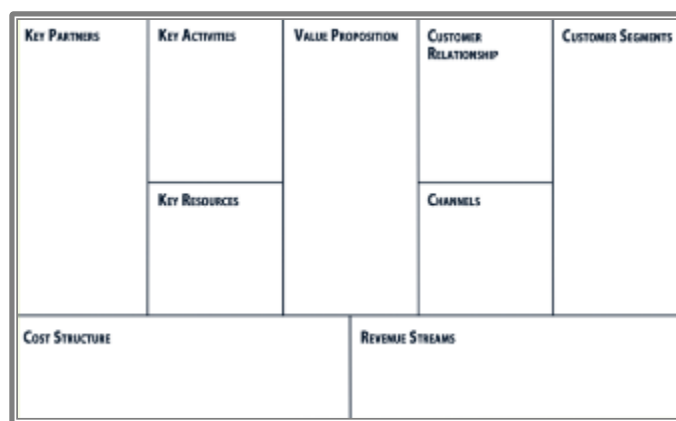 Key Partners
Key Activities
Value Proposition
Customer
Relationship
Customer Segments
Key Resources
Channels
Cost Structure
Revenue Streams